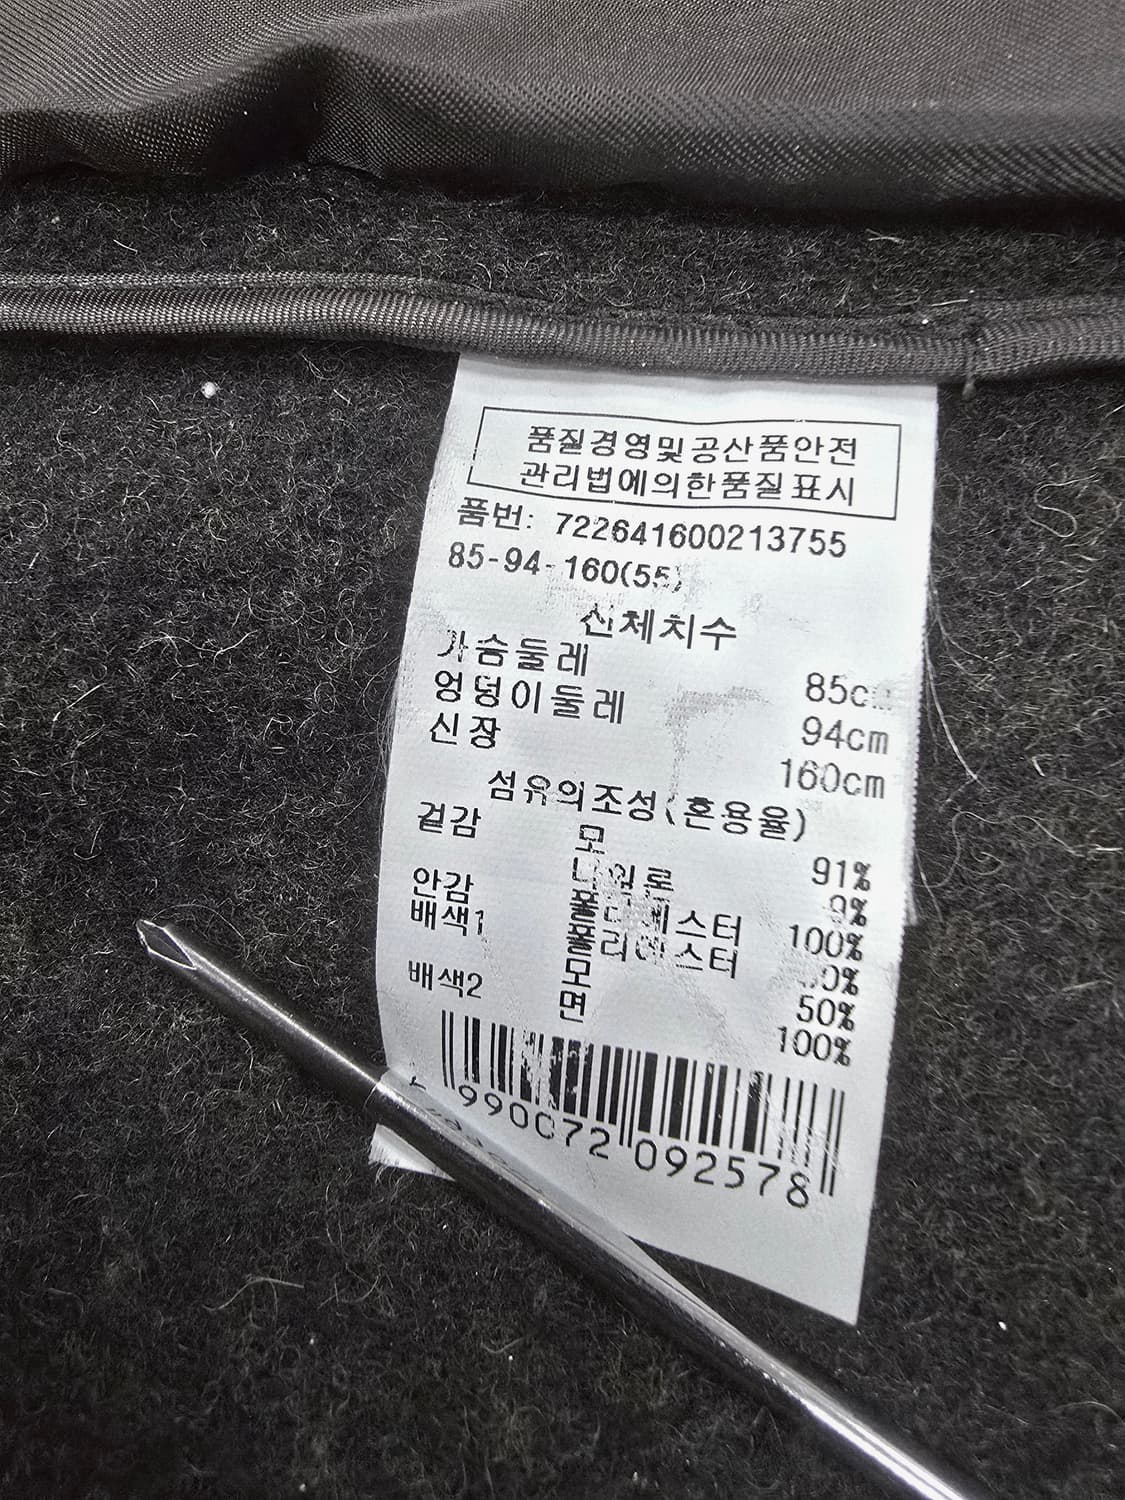 품질경영및공산품안전
관리법에의한품질표시
품번: 722641600213755
85-94-160(55)
신체치수
가슴둘레 85c
엉덩이둘레 94cm
신장 160cm
섬유의조성(혼용율)
겉감 모 91%
나일론 9%
안감 폴리에스터 100%
배색1 폴리에스터 50%
모 50%
배색2 면 100%
990072 092578